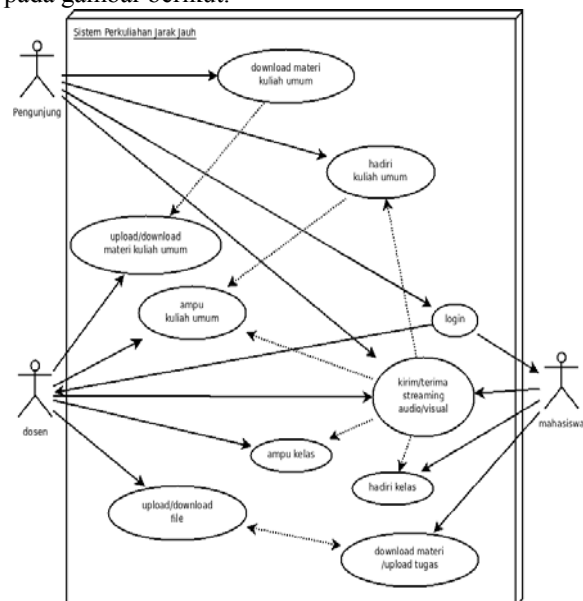 pada gambar berikut.
Sistem Perkuliahan Jarak Jauh
download materi
kuliah umum
Pengunjung
hadiri
kuliah umum
upload/download
materi kuliah umum
ampu
kuliah umum
login
kirim/terima
streaming
audio/visual
dosen
mahasiswa
ampu kelas
hadiri kelas
upload/download
file
download materi
/upload tugas